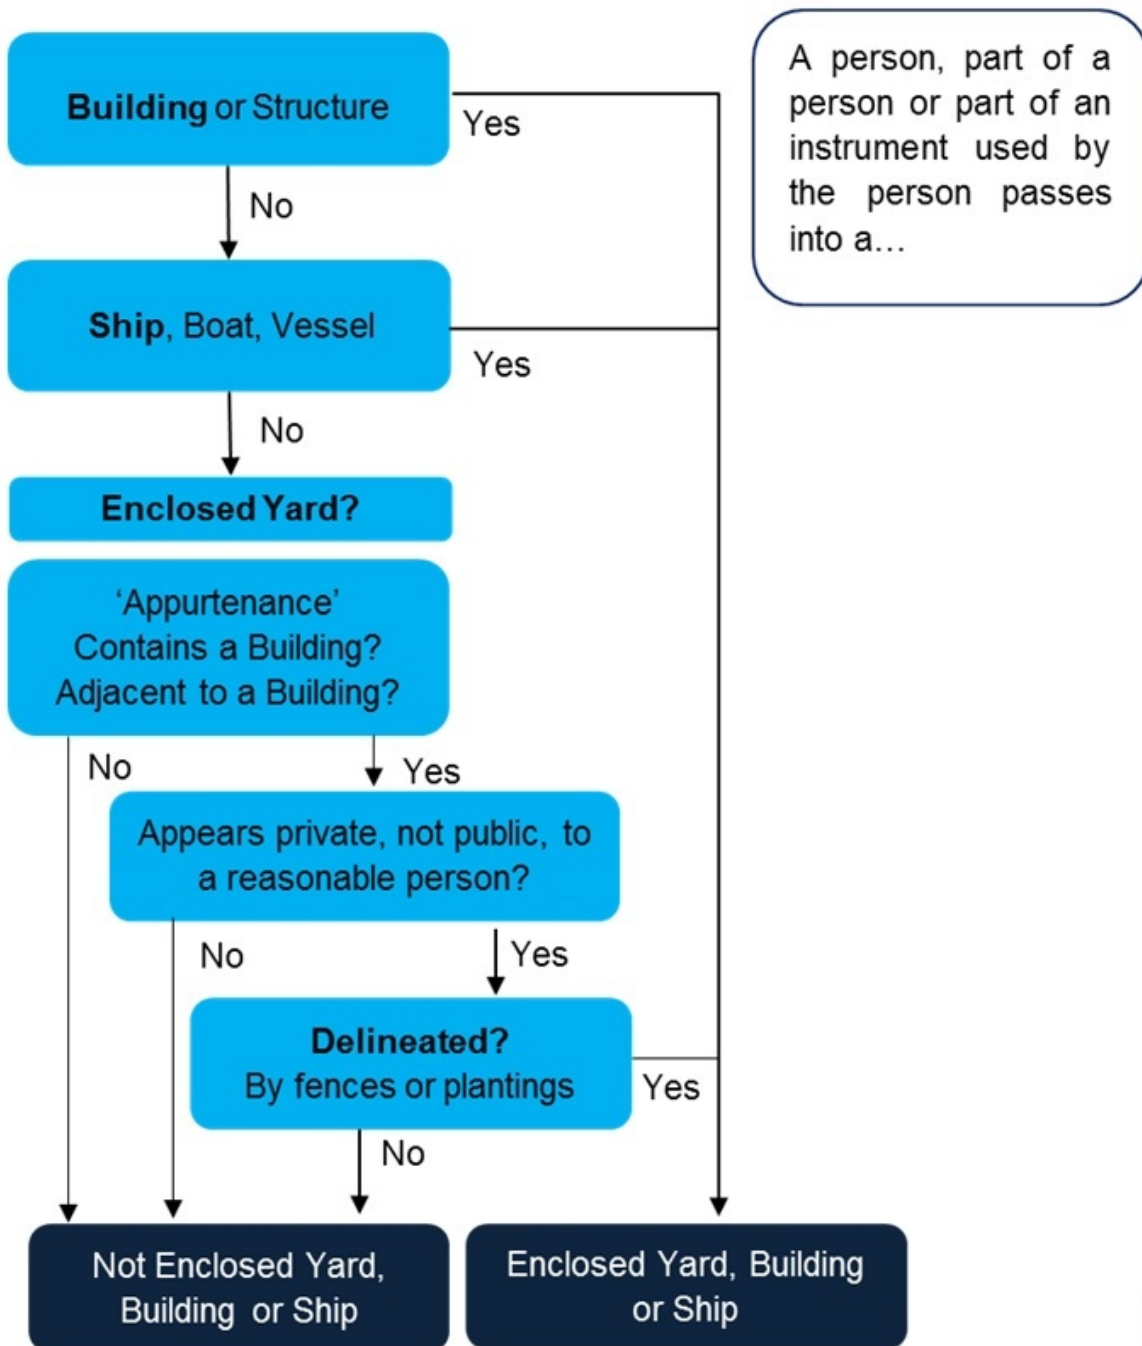 A person, part of a
person or part of an
instrument used by
the person passes
into a…
Building or Structure
Yes
No
Ship, Boat, Vessel
Yes
No
Enclosed Yard?
‘Appurtenance’
Contains a Building?
Adjacent to a Building?
No
Yes
Appears private, not public, to
a reasonable person?
No
Yes
Delineated?
By fences or plantings
Yes
No
Not Enclosed Yard,
Building or Ship
Enclosed Yard, Building
or Ship